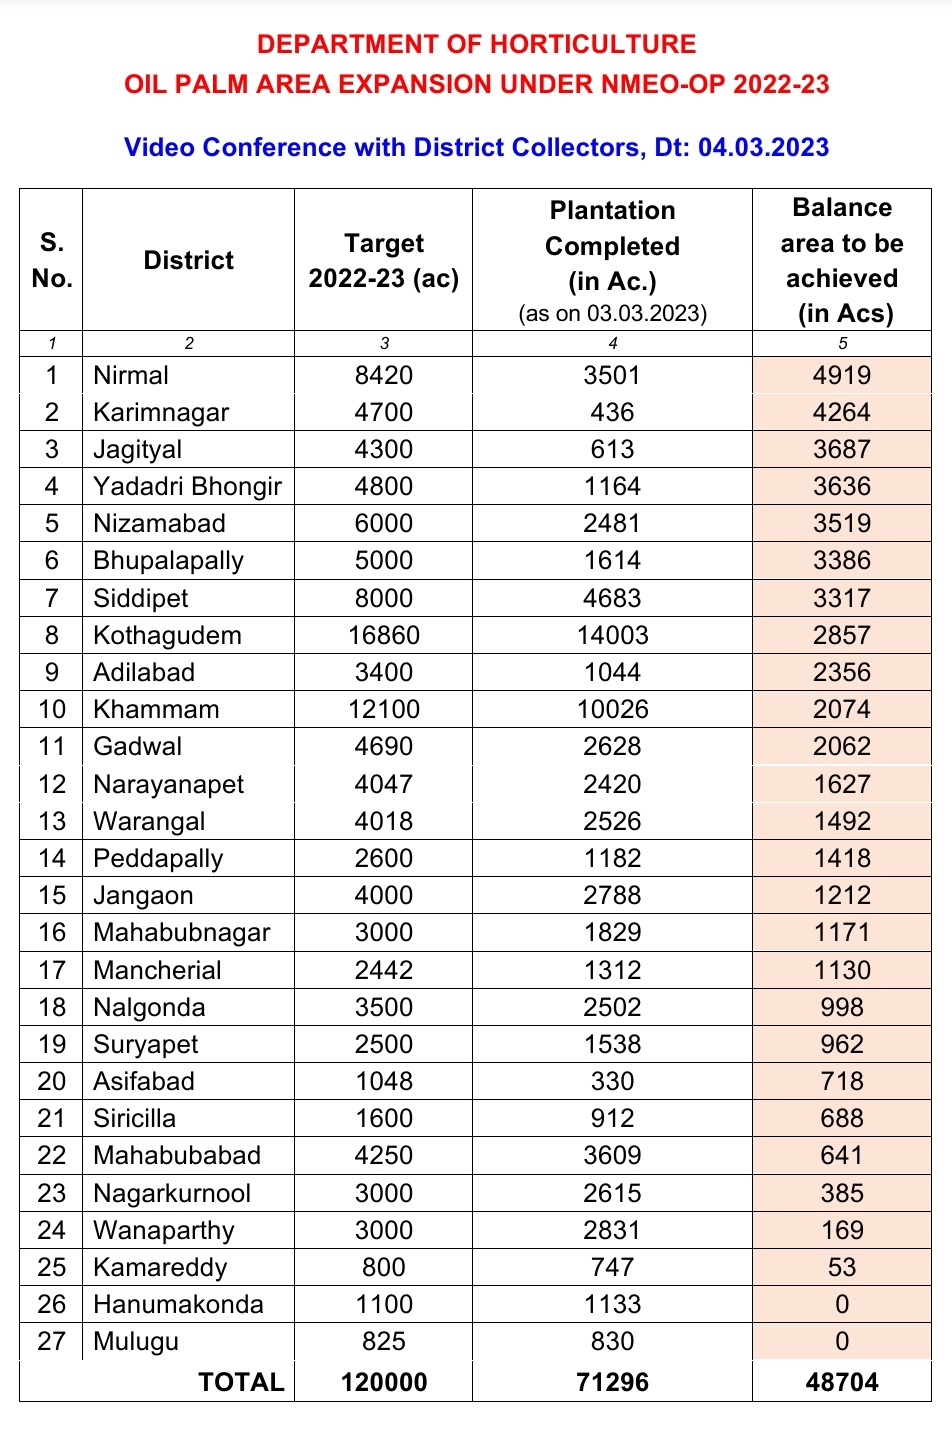 DEPARTMENT OF HORTICULTURE
OIL PALM AREA EXPANSION UNDER NMEO-OP 2022-23
Video Conference with District Collectors, Dt: 04.03.2023
S. No. District Target 2022-23 (ac) Plantation Completed (in Ac.) (as on 03.03.2023) Balance area to be achieved (in Acs)
1 2 3 4 5
1 Nirmal 8420 3501 4919
2 Karimnagar 4700 436 4264
3 Jagityal 4300 613 3687
4 Yadadri Bhongir 4800 1164 3636
5 Nizamabad 6000 2481 3519
6 Bhupalapally 5000 1614 3386
7 Siddipet 8000 4683 3317
8 Kothagudem 16860 14003 2857
9 Adilabad 3400 1044 2356
10 Khammam 12100 10026 2074
11 Gadwal 4690 2628 2062
12 Narayanapet 4047 2420 1627
13 Warangal 4018 2526 1492
14 Peddapally 2600 1182 1418
15 Jangaon 4000 2788 1212
16 Mahabubnagar 3000 1829 1171
17 Mancherial 2442 1312 1130
18 Nalgonda 3500 2502 998
19 Suryapet 2500 1538 962
20 Asifabad 1048 330 718
21 Siricilla 1600 912 688
22 Mahabubabad 4250 3609 641
23 Nagarkurnool 3000 2615 385
24 Wanaparthy 3000 2831 169
25 Kamareddy 800 747 53
26 Hanumakonda 1100 1133 0
27 Mulugu 825 830 0
TOTAL 120000 71296 48704